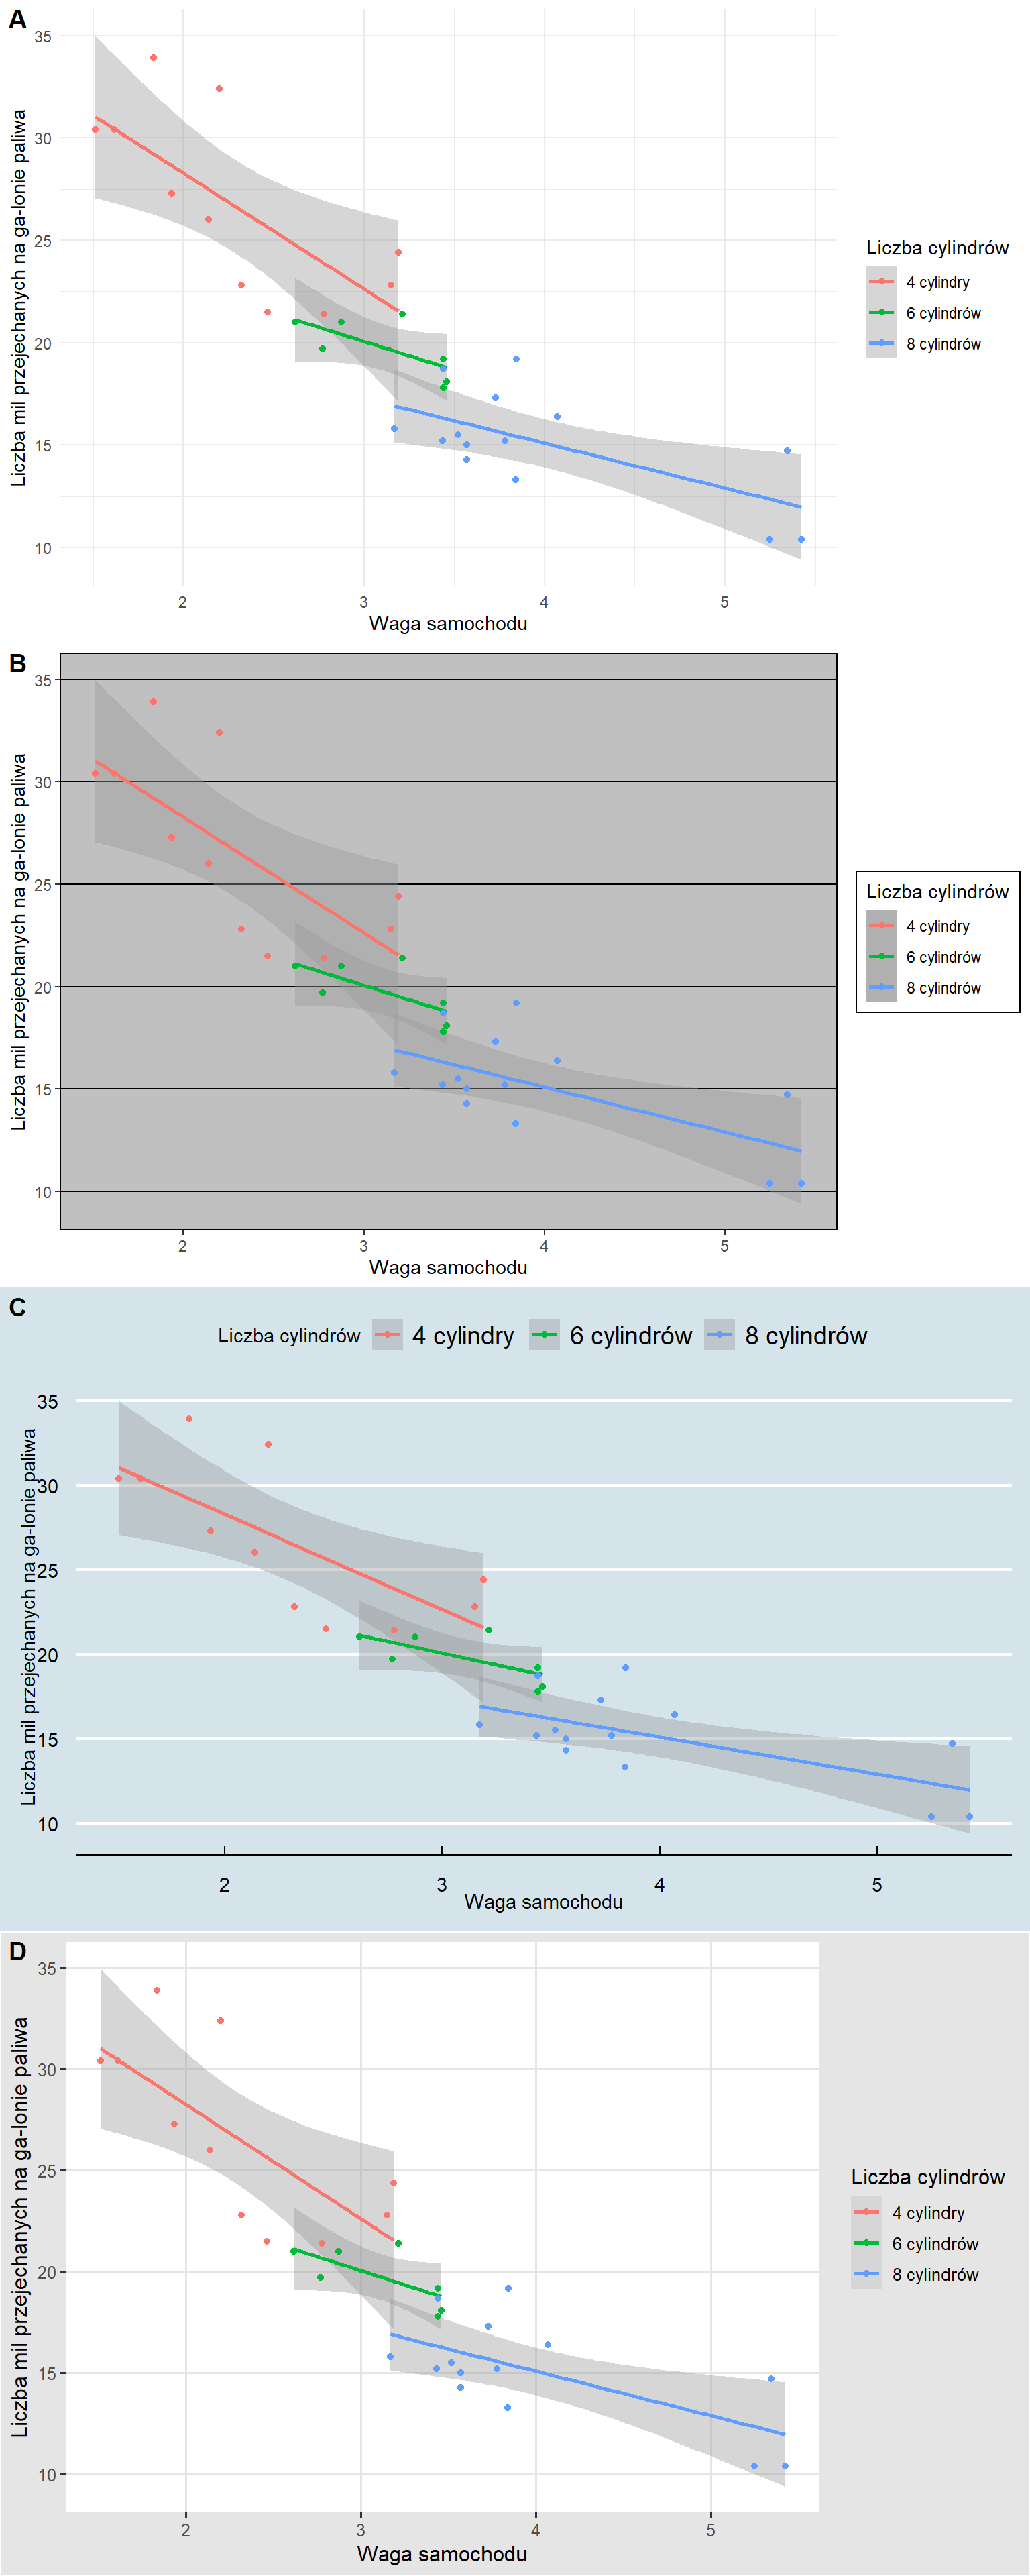 A
35
30
25
20
15
10
Liczba mil przejechanych na ga-lonie paliwa
2 3 4 5
Waga samochodu
Liczba cylindrów
4 cylindry
6 cylindrów
8 cylindrów
B
35
30
25
20
15
10
Liczba mil przejechanych na ga-lonie paliwa
2 3 4 5
Waga samochodu
Liczba cylindrów
4 cylindry
6 cylindrów
8 cylindrów
C
Liczba cylindrów 4 cylindry 6 cylindrów 8 cylindrów
35
30
25
20
15
10
Liczba mil przejechanych na ga-lonie paliwa
2 3 4 5
Waga samochodu
D
35
30
25
20
15
10
Liczba mil przejechanych na ga-lonie paliwa
2 3 4 5
Waga samochodu
Liczba cylindrów
4 cylindry
6 cylindrów
8 cylindrów